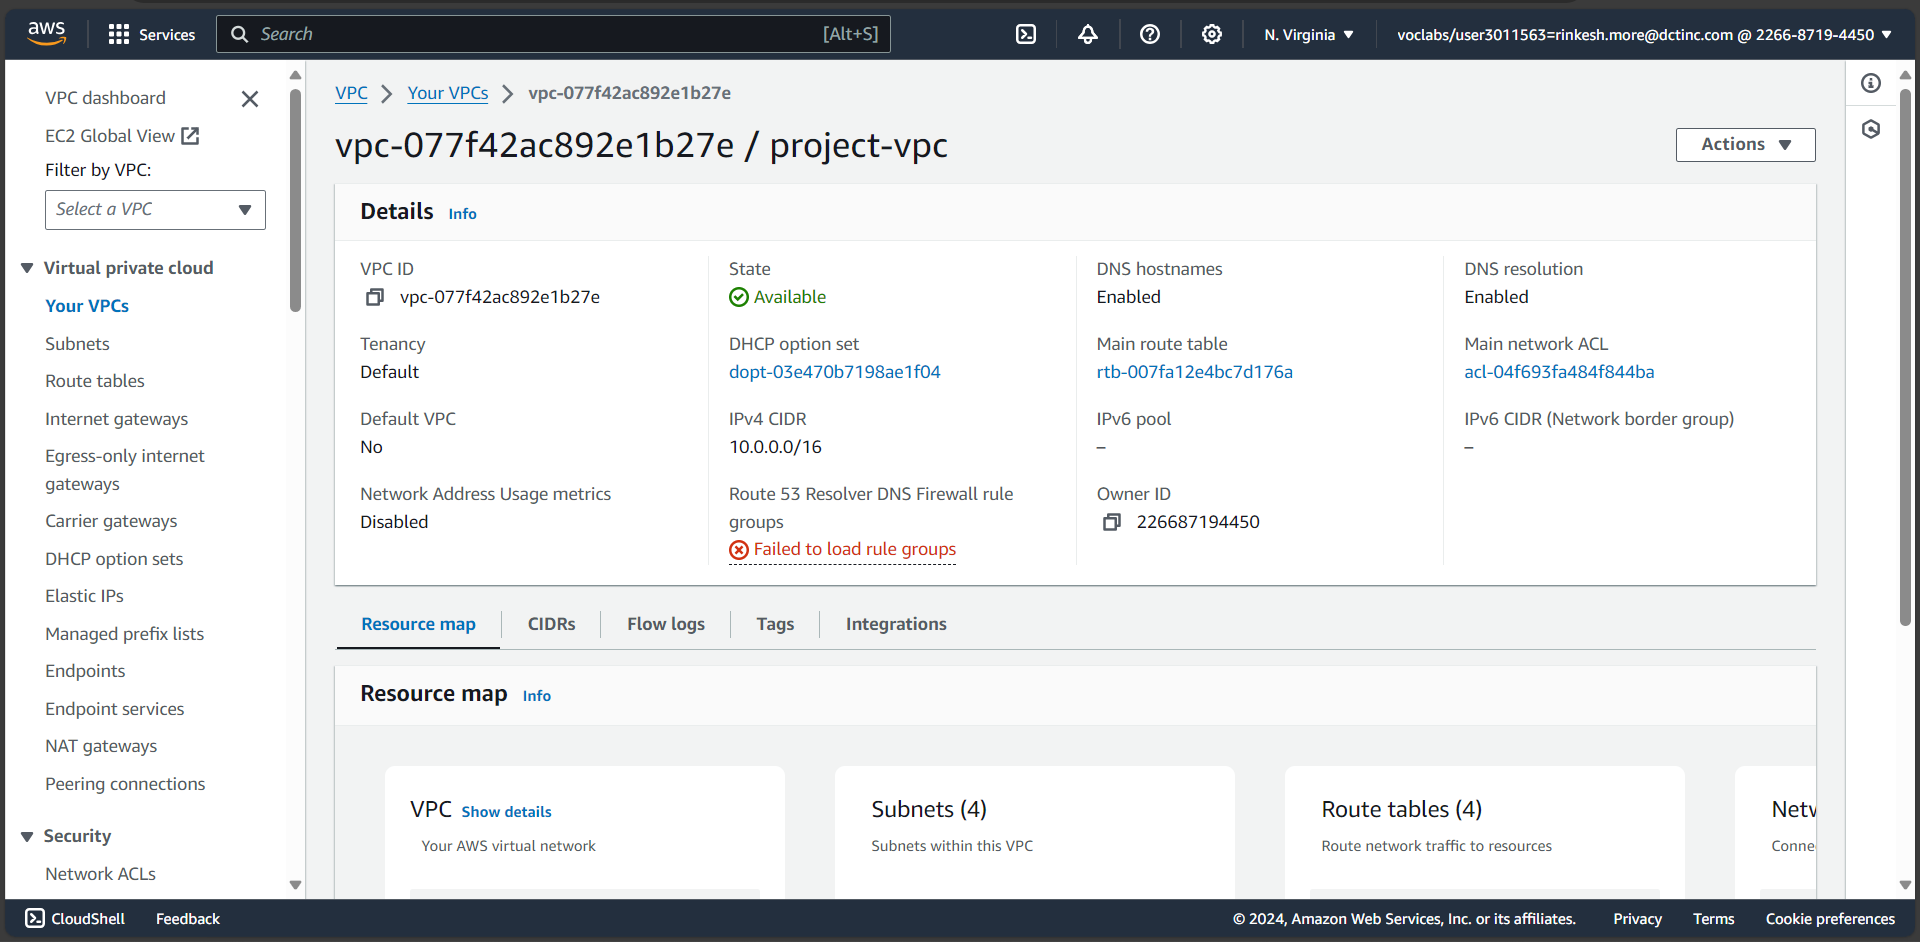 aws
Services
Search
[Alt+S]
N. Virginia
voclabs/user3011563=rinkesh.more@dctinc.com @ 2266-8719-4450
VPC dashboard
EC2 Global View
Filter by VPC:
Select a VPC
Virtual private cloud
Your VPCs
Subnets
Route tables
Internet gateways
Egress-only internet
gateways
Carrier gateways
DHCP option sets
Elastic IPs
Managed prefix lists
Endpoints
Endpoint services
NAT gateways
Peering connections
Security
Network ACLs
VPC
Your VPCs
vpc-077f42ac892e1b27e
vpc-077f42ac892e1b27e / project-vpc
Actions
Details Info
VPC ID
vpc-077f42ac892e1b27e
State
Available
DNS hostnames
Enabled
DNS resolution
Enabled
Tenancy
Default
DHCP option set
dopt-03e470b7198ae1f04
Main route table
rtb-007fa12e4bc7d176a
Main network ACL
acl-04f693fa484f844ba
Default VPC
No
IPv4 CIDR
10.0.0.0/16
IPv6 pool
–
IPv6 CIDR (Network border group)
–
Network Address Usage metrics
Disabled
Route 53 Resolver DNS Firewall rule
groups
Failed to load rule groups
Owner ID
226687194450
Resource map
CIDRs
Flow logs
Tags
Integrations
Resource map Info
VPC Show details
Your AWS virtual network
Subnets (4)
Subnets within this VPC
Route tables (4)
Route network traffic to resources
CloudShell
Feedback
© 2024, Amazon Web Services, Inc. or its affiliates.
Privacy
Terms
Cookie preferences